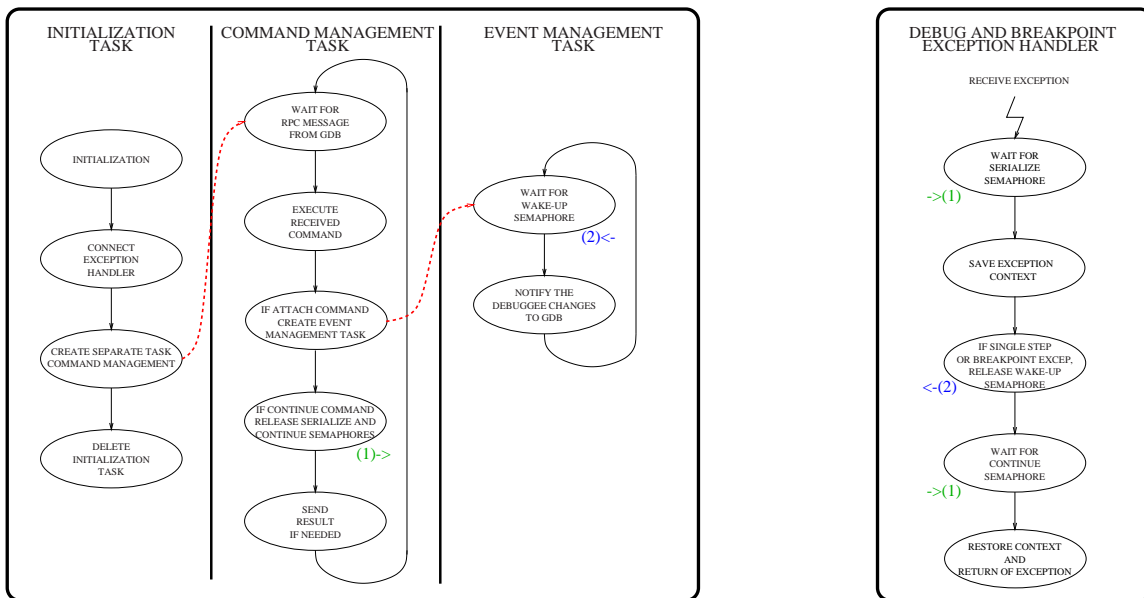 INITIALIZATION
TASK
INITIALIZATION
CONNECT
EXCEPTION
HANDLER
CREATE SEPARATE TASK
COMMAND MANAGEMENT
DELETE
INITIALIZATION
TASK
COMMAND MANAGEMENT
TASK
WAIT FOR
RPC MESSAGE
FROM GDB
EXECUTE
RECEIVED
COMMAND
IF ATTACH COMMAND
CREATE EVENT
MANAGEMENT TASK
IF CONTINUE COMMAND
RELEASE SERIALIZE AND
CONTINUE SEMAPHORES
(1)->
SEND
RESULT
IF NEEDED
EVENT MANAGEMENT
TASK
WAIT FOR
WAKE-UP
SEMAPHORE
(2)<-
NOTIFY THE
DEBUGGEE CHANGES
TO GDB
DEBUG AND BREAKPOINT
EXCEPTION HANDLER
RECEIVE EXCEPTION
WAIT FOR
SERIALIZE
SEMAPHORE
->(1)
SAVE EXCEPTION
CONTEXT
IF SINGLE STEP
OR BREAKPOINT EXCEP,
RELEASE WAKE-UP
SEMAPHORE
<-(2)
WAIT FOR
CONTINUE
SEMAPHORE
->(1)
RESTORE CONTEXT
AND
RETURN OF EXCEPTION